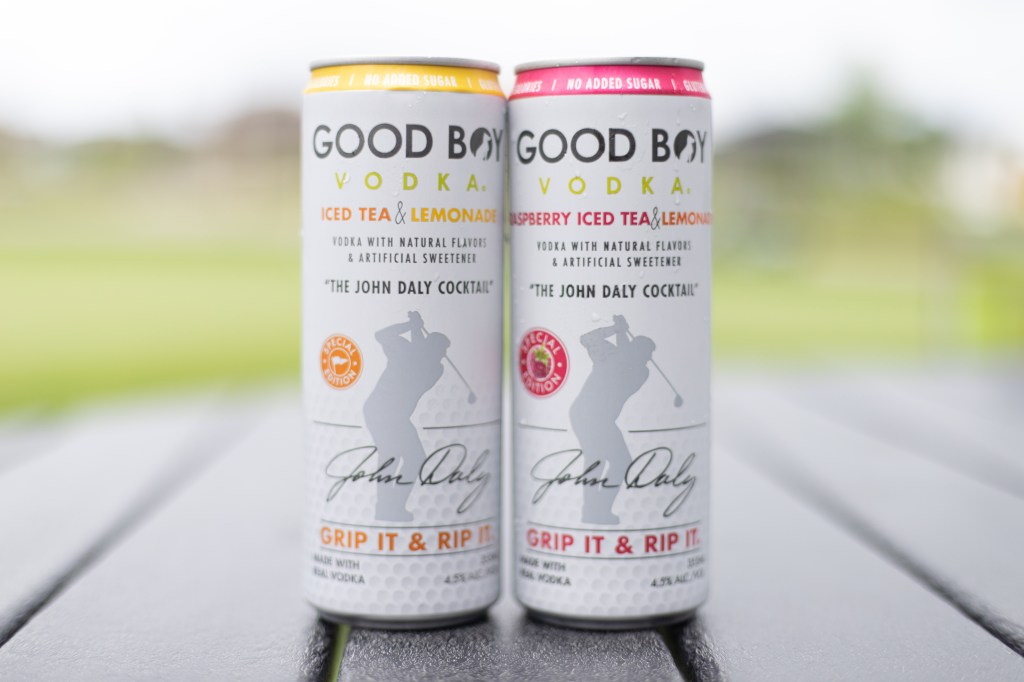 NO ADDED SUGAR |
GOOD BOY
VODKA®
ICED TEA & LEMONADE
VODKA WITH NATURAL FLAVORS
& ARTIFICIAL SWEETENER
"THE JOHN DALY COCKTAIL"
SPECIAL
EDITION
John Daly
GRIP IT & RIP IT.
MADE WITH
REAL VODKA
4.5% ALC
| NO ADDED SUGAR |
GOOD BOY
VODKA®
RASPBERRY ICED TEA & LEMONADE
VODKA WITH NATURAL FLAVORS
& ARTIFICIAL SWEETENER
"THE JOHN DALY COCKTAIL"
SPECIAL
EDITION
John Daly
GRIP IT & RIP IT.
MADE WITH
REAL VODKA
4.5% ALC/VOL